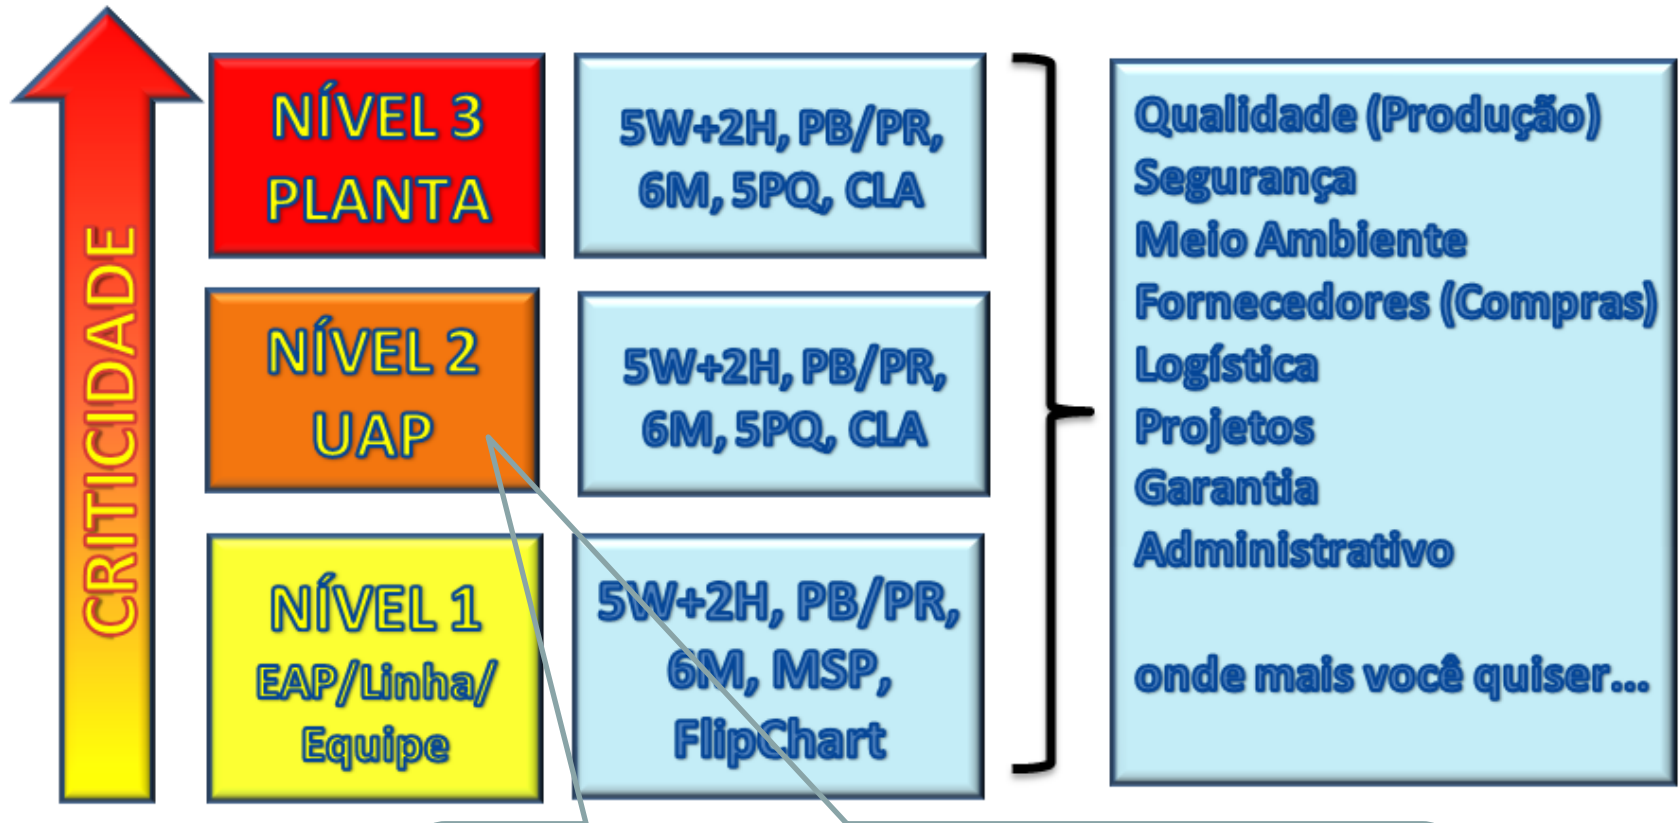 CRITICIDADE
NÍVEL 3
PLANTA
5W+2H, PB/PR,
6M, 5PQ, CLA
NÍVEL 2
UAP
5W+2H, PB/PR,
6M, 5PQ, CLA
NÍVEL 1
EAP/Linha/
Equipe
5W+2H, PB/PR,
6M, MSP,
FlipChart
Qualidade (Produção)
Segurança
Meio Ambiente
Fornecedores (Compras)
Logística
Projetos
Garantia
Administrativo
onde mais você quiser...